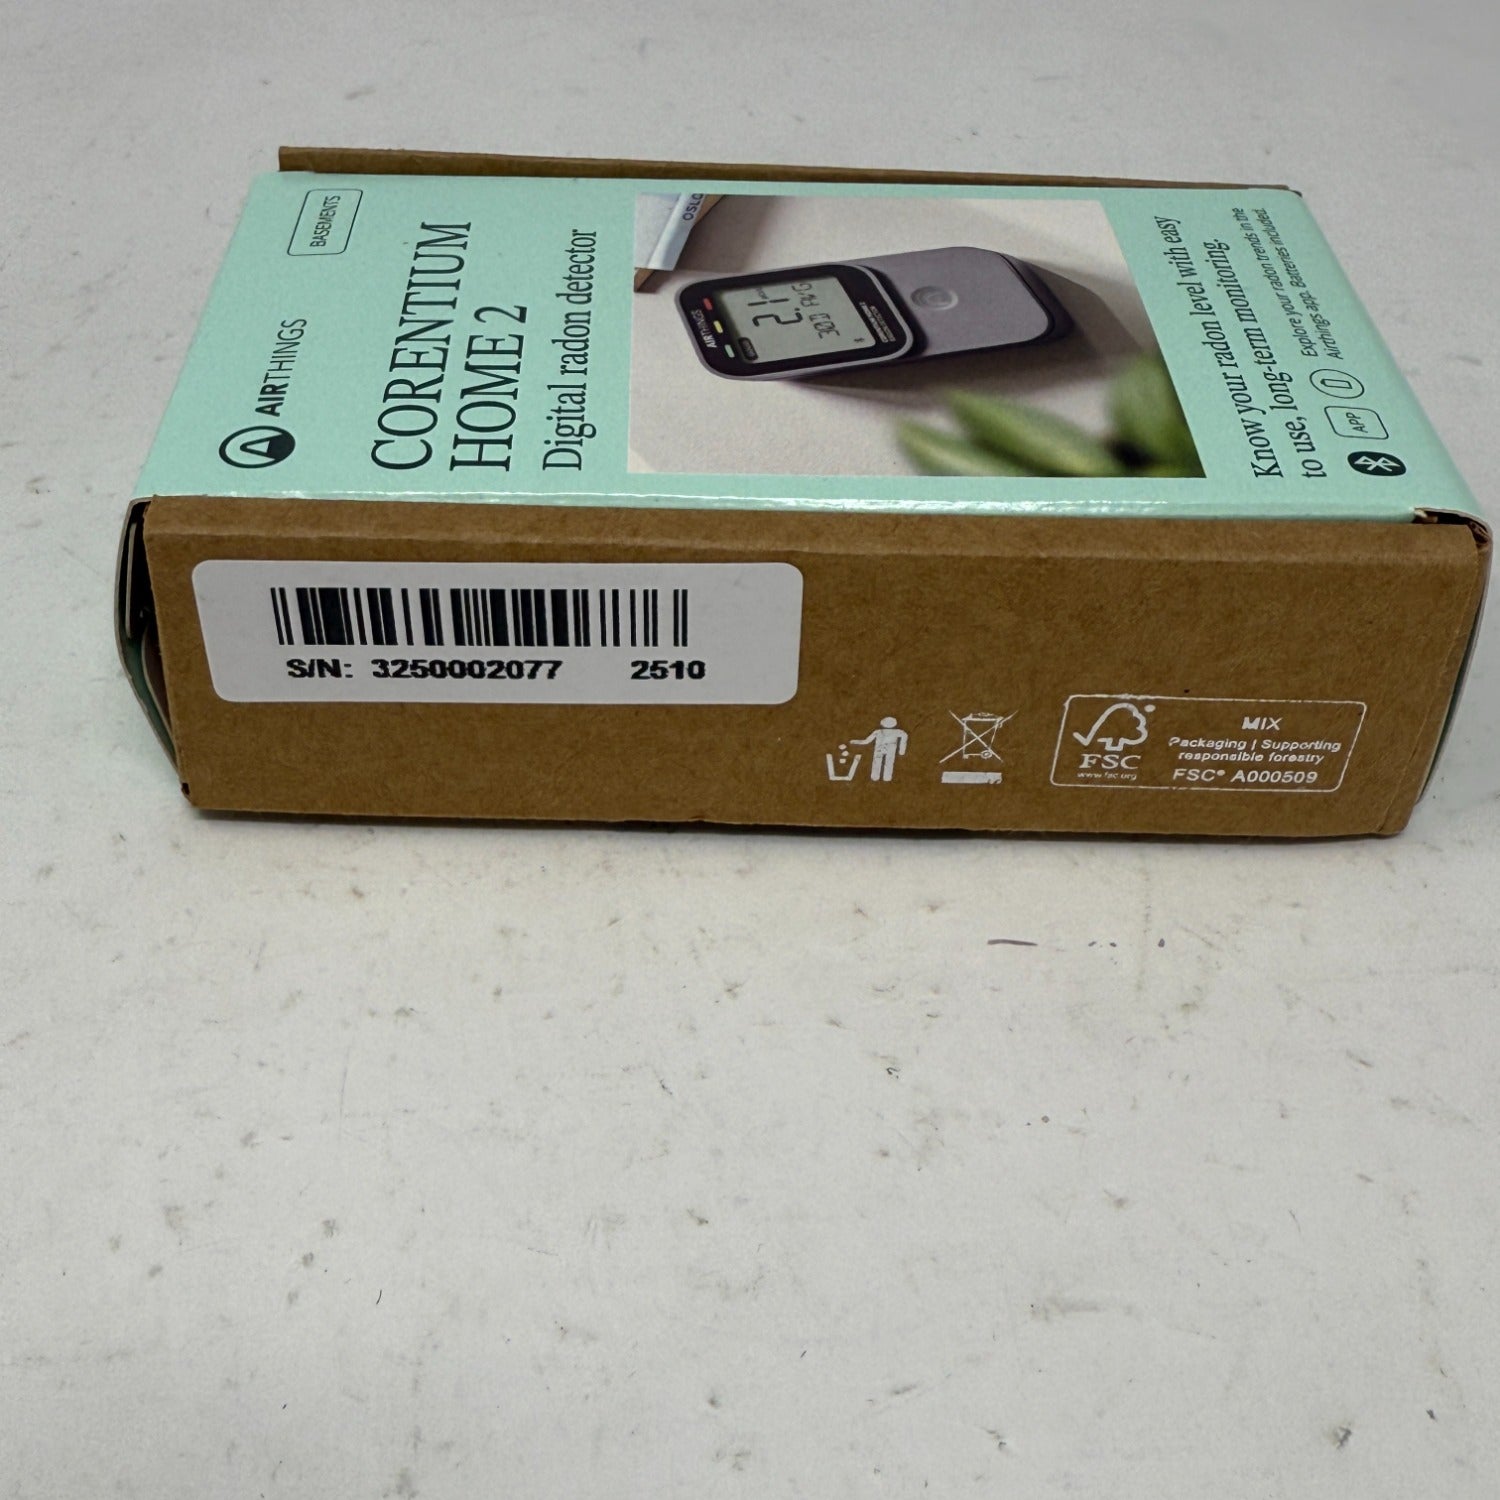 BASEMENTS
AIRTHINGS
CORENTIUM
HOME 2
Digital radon detector
OSLO
AIRTHINGS
2.1
Know your radon level with easy
to use, long-term monitoring.
APP
Explore your radon trends in the
Airthings app. Batteries included.
S/N: 3250002077 2510
FSC
www.fsc.org
MIX
Packaging | Supporting
responsible forestry
FSC® A000509